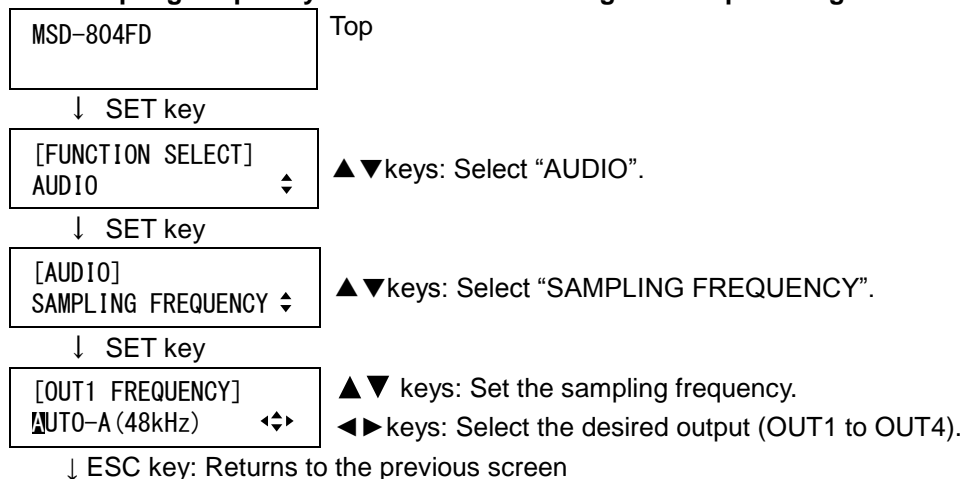 MSD-804FD
Top
↓ SET key
[FUNCTION SELECT]
AUDIO
▲▼keys: Select “AUDIO”.
↓ SET key
[AUDIO]
SAMPLING FREQUENCY
▲▼keys: Select “SAMPLING FREQUENCY”.
↓ SET key
[OUT1 FREQUENCY]
AUTO-A(48kHz)
▲▼ keys: Set the sampling frequency.
◄►keys: Select the desired output (OUT1 to OUT4).
↓ESC key: Returns to the previous screen